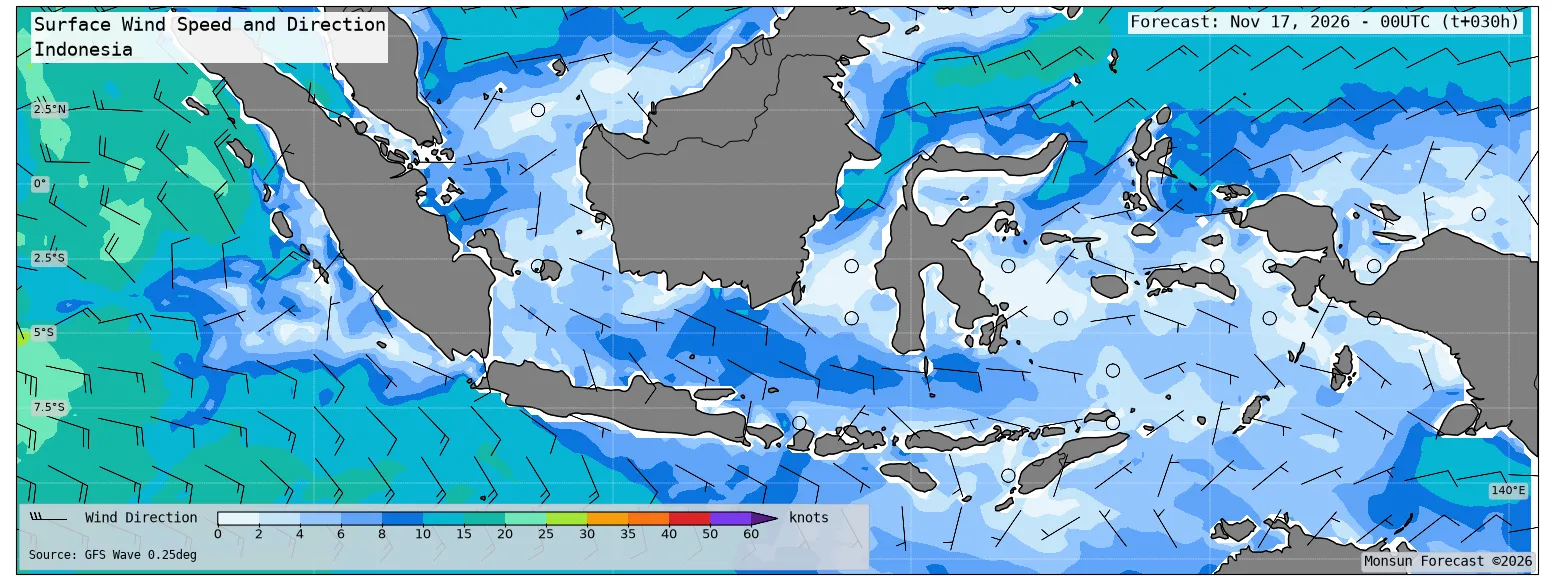 Surface Wind Speed and Direction
Indonesia
Forecast: Nov 17, 2026 - 00UTC (t+030h)
2.5°N
0°
2.5°S
5°S
7.5°S
140°E
Wind Direction
0 2 4 6 8 10 15 20 25 30 35 40 50 60
knots
Source: GFS Wave 0.25deg
Monsun Forecast ©2026